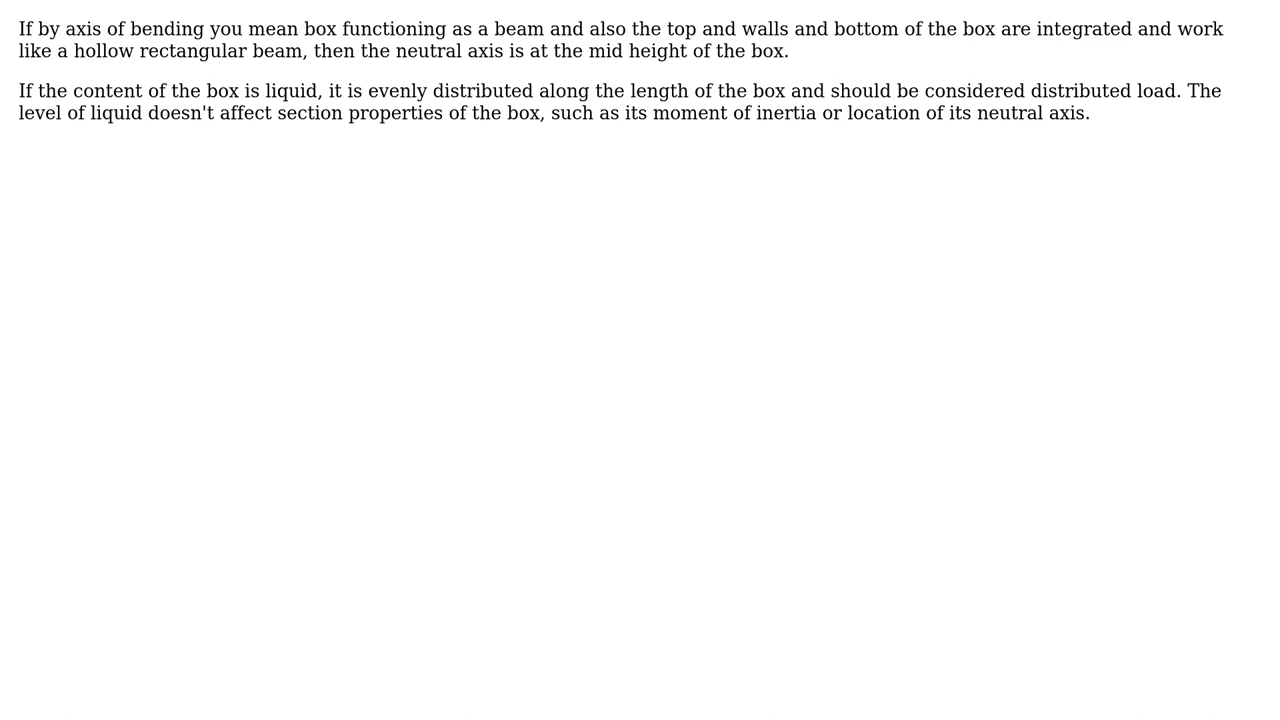 If by axis of bending you mean box functioning as a beam and also the top and walls and bottom of the box are integrated and work
like a hollow rectangular beam, then the neutral axis is at the mid height of the box.
If the content of the box is liquid, it is evenly distributed along the length of the box and should be considered distributed load. The
level of liquid doesn't affect section properties of the box, such as its moment of inertia or location of its neutral axis.